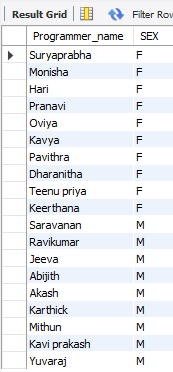 Result Grid Filter Row
Programmer_name SEX
Suryaprabha F
Monisha F
Hari F
Pranavi F
Oviya F
Kavya F
Pavithra F
Dharanitha F
Teenu priya F
Keerthana F
Saravanan M
Ravikumar M
Jeeva M
Abijith M
Akash M
Karthick M
Mithun M
Kavi prakash M
Yuvaraj M